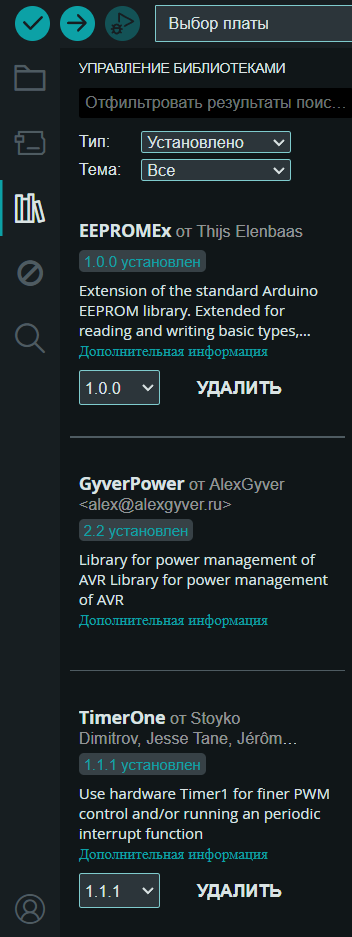 Выбор платы
УПРАВЛЕНИЕ БИБЛИОТЕКАМИ
Отфильтровать результаты поис...
Тип: Установлено
Тема: Все
EEPROMEx от Thijs Elenbaas
1.0.0 установлен
Extension of the standard Arduino
EEPROM library. Extended for
reading and writing basic types,...
Дополнительная информация
1.0.0 УДАЛИТЬ
GyverPower от AlexGyver
<alex@alexgyver.ru>
2.2 установлен
Library for power management of
AVR Library for power management
of AVR
Дополнительная информация
TimerOne от Stoyko
Dimitrov, Jesse Tane, Jérôm...
1.1.1 установлен
Use hardware Timer1 for finer PWM
control and/or running an periodic
interrupt function
Дополнительная информация
1.1.1 УДАЛИТЬ